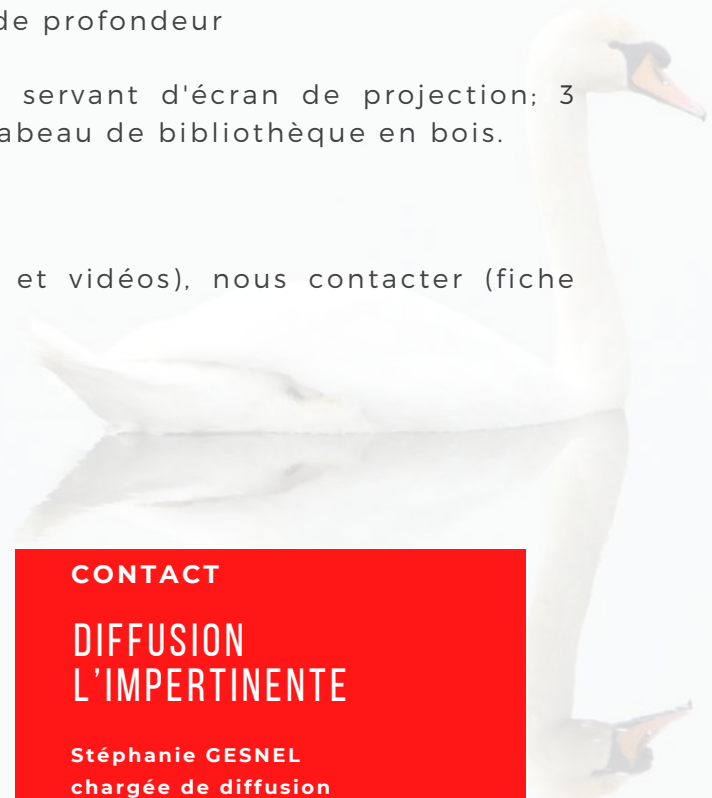 de profondeur
servant d'écran de projection; 3
abeau de bibliothèque en bois.
et vidéos), nous contacter (fiche
CONTACT
DIFFUSION
L’IMPERTINENTE
Stéphanie GESNEL
chargée de diffusion